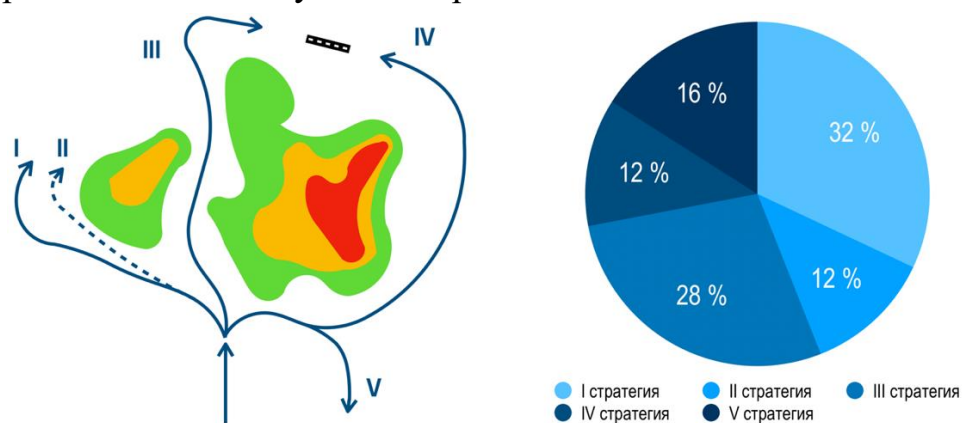 III
IV
I II
V
16 %
32 %
12 %
12 %
28 %
I стратегия II стратегия III стратегия
IV стратегия V стратегия